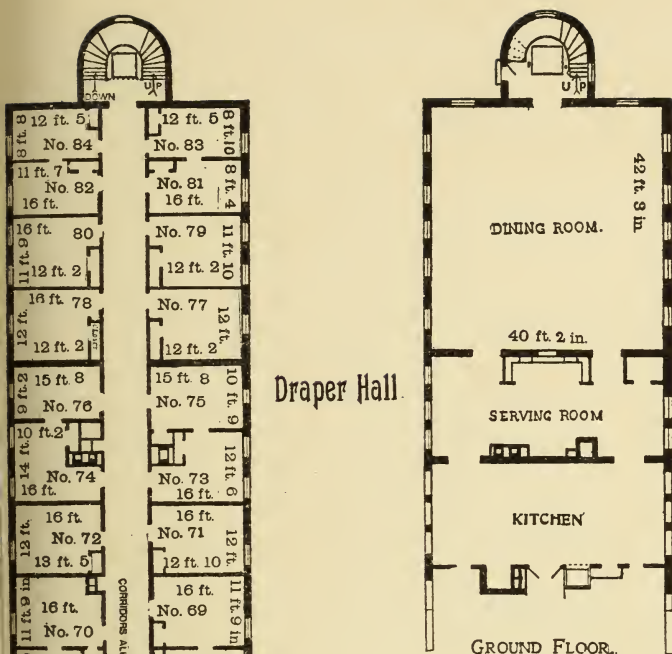 DOWN
UP
8 ft. 8
12 ft. 5
No. 84
12 ft. 5
8 ft. 10
No. 83
11 ft. 7
No. 82
16 ft.
No. 81
16 ft.
8 ft. 4
16 ft.
80
11 ft. 9
12 ft. 2
No. 79
11 ft. 10
12 ft. 2
16 ft.
78
12 ft.
12 ft. 2
No. 77
12 ft.
12 ft. 2
15 ft. 8
9 ft. 2
No. 76
15 ft. 8
10 ft. 9
No. 75
10 ft. 2
14 ft.
No. 74
16 ft.
12 ft. 6
No. 73
16 ft.
16 ft.
No. 72
12 ft.
13 ft. 5
16 ft.
No. 71
12 ft.
12 ft. 10
11 ft. 9 in
16 ft.
No. 70
CORRIDORS
16 ft.
No. 69
11 ft. 9 in
Draper Hall.
UP
42 ft. 3 in
DINING ROOM.
40 ft. 2 in.
SERVING ROOM
KITCHEN
GROUND FLOOR.